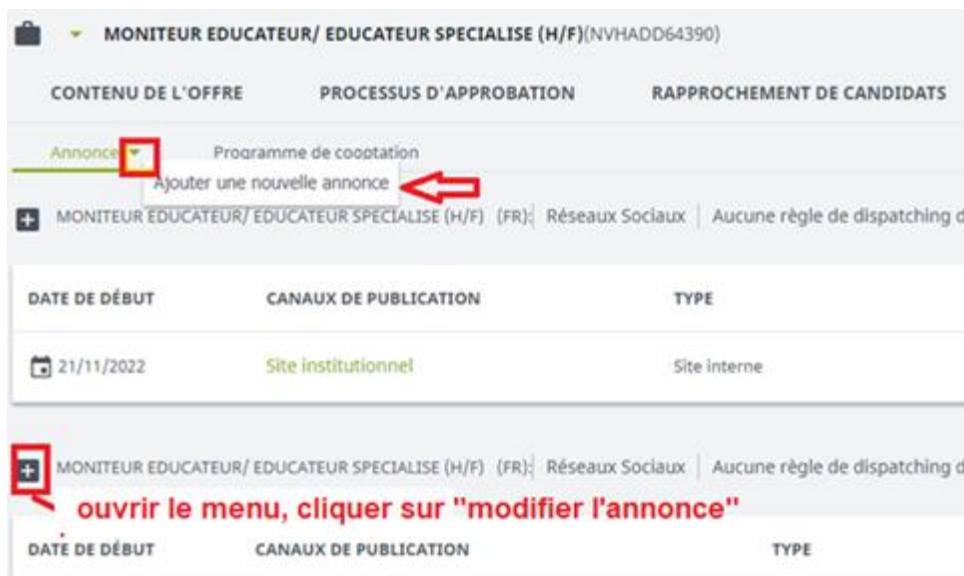 MONITEUR EDUCATEUR/ EDUCATEUR SPECIALISE (H/F)(NVHADD64390)
CONTENU DE L'OFFRE PROCESSUS D'APPROBATION RAPPROCHEMENT DE CANDIDATS
Annonce Programme de cooptation
Ajouter une nouvelle annonce
MONITEUR EDUCATEUR/ EDUCATEUR SPECIALISE (H/F) (FR): Réseaux Sociaux Aucune règle de dispatching d
DATE DE DÉBUT CANAUX DE PUBLICATION TYPE
21/11/2022 Site institutionnel Site interne
MONITEUR EDUCATEUR/ EDUCATEUR SPECIALISE (H/F) (FR): Réseaux Sociaux Aucune règle de dispatching d
ouvrir le menu, cliquer sur "modifier l'annonce"
DATE DE DÉBUT CANAUX DE PUBLICATION TYPE